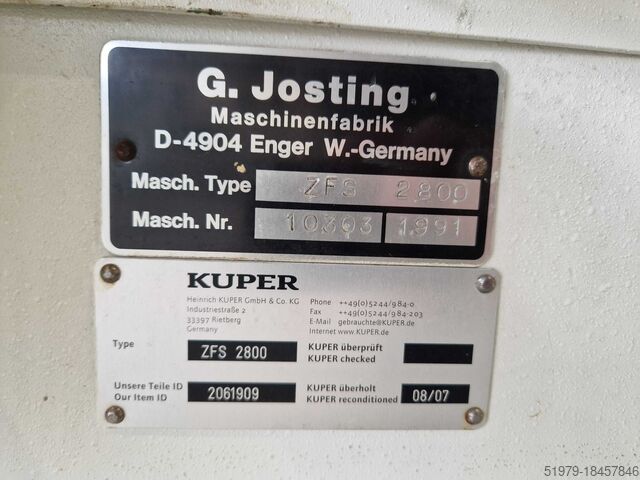 G. Josting
Maschinenfabrik
D-4904 Enger W.-Germany
Masch. Type ZFS 2800
Masch. Nr. 10303 1991
KUPER
Heinrich KUPER GmbH & Co. KG
Industriestraße 2
33397 Rietberg
Germany
Phone ++49(0)5244/984-0
Fax ++49(0)5244/984-203
E-Mail gebrauchte@KUPER.de
Internet www.KUPER.de
Type ZFS 2800
KUPER überprüft
KUPER checked
Unsere Teile ID
Our Item ID
2061909
KUPER überholt
KUPER reconditioned
08/07
51979-18457846